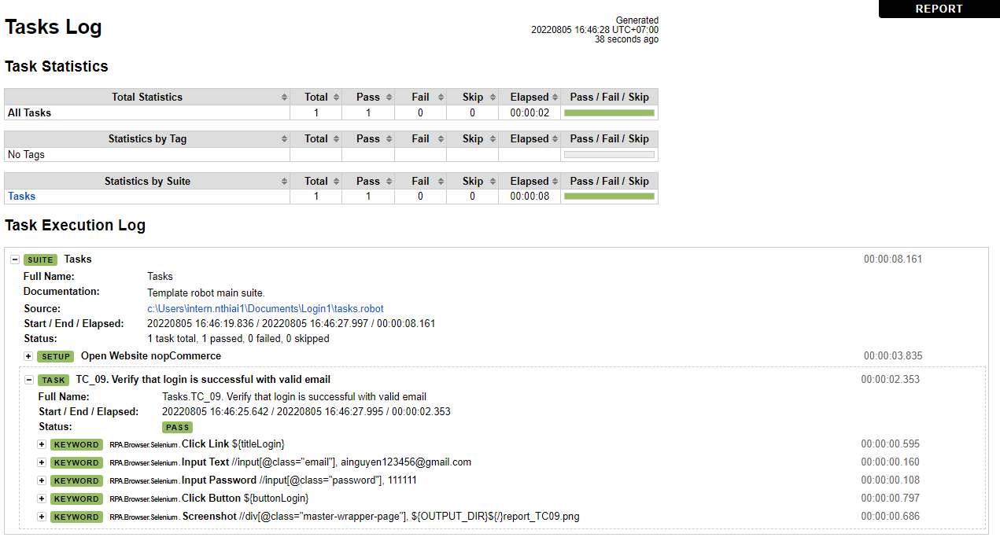 REPORT
Tasks Log
Generated
20220805 16:46:28 UTC+07:00
38 seconds ago
Task Statistics
Total Statistics Total Pass Fail Skip Elapsed Pass / Fail / Skip
All Tasks 1 1 0 0 00:00:02
Statistics by Tag Total Pass Fail Skip Elapsed Pass / Fail / Skip
No Tags
Statistics by Suite Total Pass Fail Skip Elapsed Pass / Fail / Skip
Tasks 1 1 0 0 00:00:08
Task Execution Log
SUITE Tasks 00:00:08.161
Full Name: Tasks
Documentation: Template robot main suite.
Source: c:\Users\intern.nthiai1\Documents\Login1\tasks.robot
Start / End / Elapsed: 20220805 16:46:19.836 / 20220805 16:46:27.997 / 00:00:08.161
Status: 1 task total, 1 passed, 0 failed, 0 skipped
SETUP Open Website nopCommerce 00:00:03.835
TASK TC_09. Verify that login is successful with valid email 00:00:02.353
Full Name: Tasks.TC_09. Verify that login is successful with valid email
Start / End / Elapsed: 20220805 16:46:25.642 / 20220805 16:46:27.995 / 00:00:02.353
Status: PASS
KEYWORD RPA.Browser.Selenium . Click Link ${titleLogin} 00:00:00.595
KEYWORD RPA.Browser.Selenium . Input Text //input[@class="email"], ainguyen123456@gmail.com 00:00:00.160
KEYWORD RPA.Browser.Selenium . Input Password //input[@class="password"], 111111 00:00:00.108
KEYWORD RPA.Browser.Selenium . Click Button ${buttonLogin} 00:00:00.797
KEYWORD RPA.Browser.Selenium . Screenshot //div[@class="master-wrapper-page"], ${OUTPUT_DIR}${/}report_TC09.png 00:00:00.686